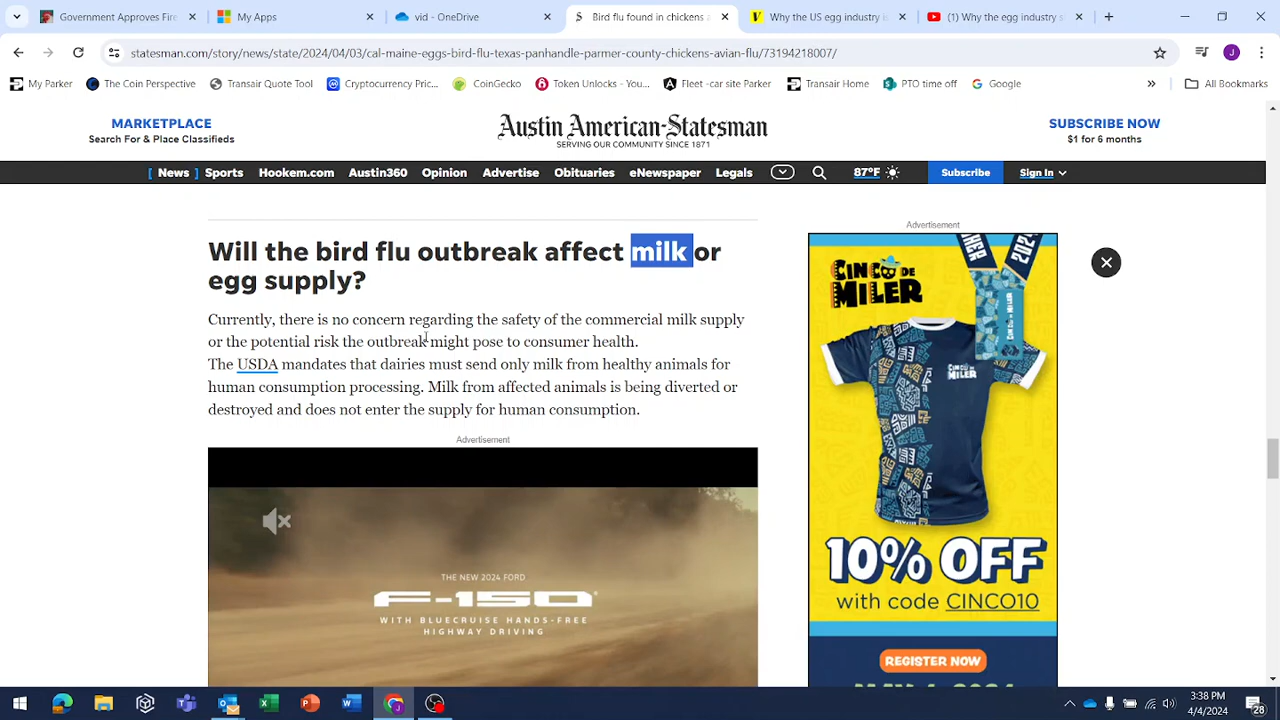 Government Approves Fire
My Apps
vid - OneDrive
Bird flu found in chickens a
Why the US egg industry i
Why the US egg industry s
statesman.com/story/news/state/2024/04/03/cal-maine-eggs-bird-flu-texas-panhandle-parmer-county-chickens-avian-flu/73194218007/
J
My Parker
The Coin Perspective
Transair Quote Tool
Cryptocurrency Pric...
CoinGecko
Token Unlocks - You...
Fleet -car site Parker
Transair Home
PTO time off
Google
All Bookmarks
MARKETPLACE
Search For & Place Classifieds
Austin American-Statesman
SERVING OUR COMMUNITY SINCE 1871
SUBSCRIBE NOW
$1 for 6 months
[ News ] Sports Hookem.com Austin360 Opinion Advertise Obituaries eNewspaper Legals 87°F Subscribe Sign In
Will the bird flu outbreak affect milk or
egg supply?
Currently, there is no concern regarding the safety of the commercial milk supply
or the potential risk the outbreak might pose to consumer health.
The USDA mandates that dairies must send only milk from healthy animals for
human consumption processing. Milk from affected animals is being diverted or
destroyed and does not enter the supply for human consumption.
Advertisement
THE NEW 2024 FORD
F-150
WITH BLUECRUISE HANDS-FREE
HIGHWAY DRIVING
Advertisement
CINCO DE
MILER
CINCO DE
MILER
10% OFF
with code CINCO10
REGISTER NOW
MAY 4, 2024
3:38 PM
4/4/2024
28